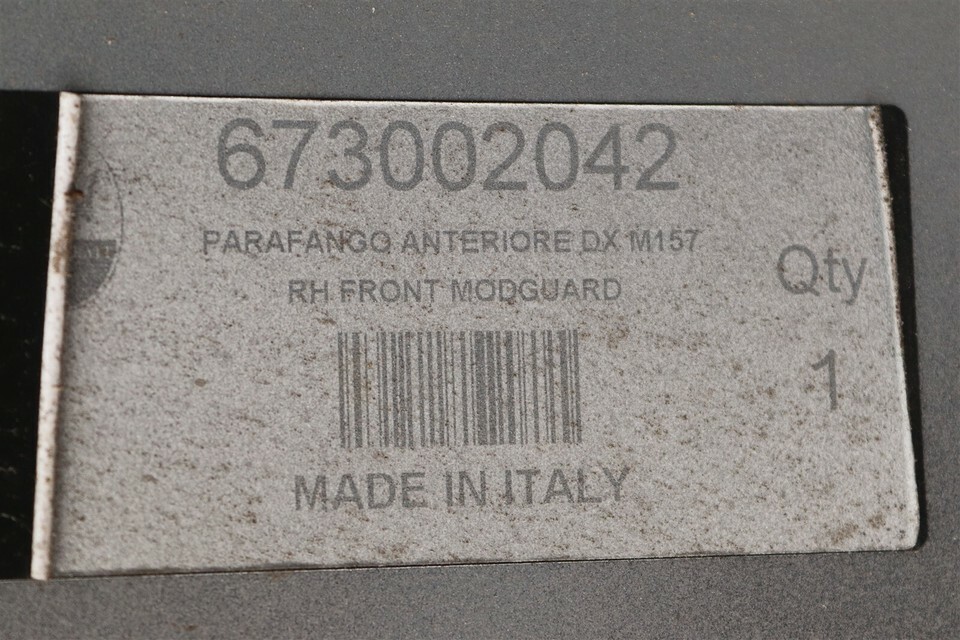 673002042
PARAFANGO ANTERIORE DX M157
RH FRONT MODGUARD
Qty
1
MADE IN ITALY